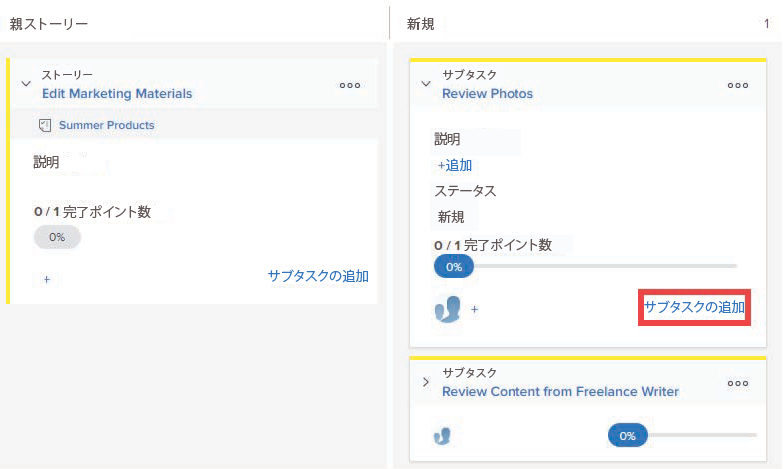 親ストーリー
新規
1
ストーリー
Edit Marketing Materials
Summer Products
説明
0 / 1 完了ポイント数
0%
+
サブタスクの追加
サブタスク
Review Photos
説明
+追加
ステータス
新規
0 / 1 完了ポイント数
0%
+
サブタスクの追加
サブタスク
Review Content from Freelance Writer
0%